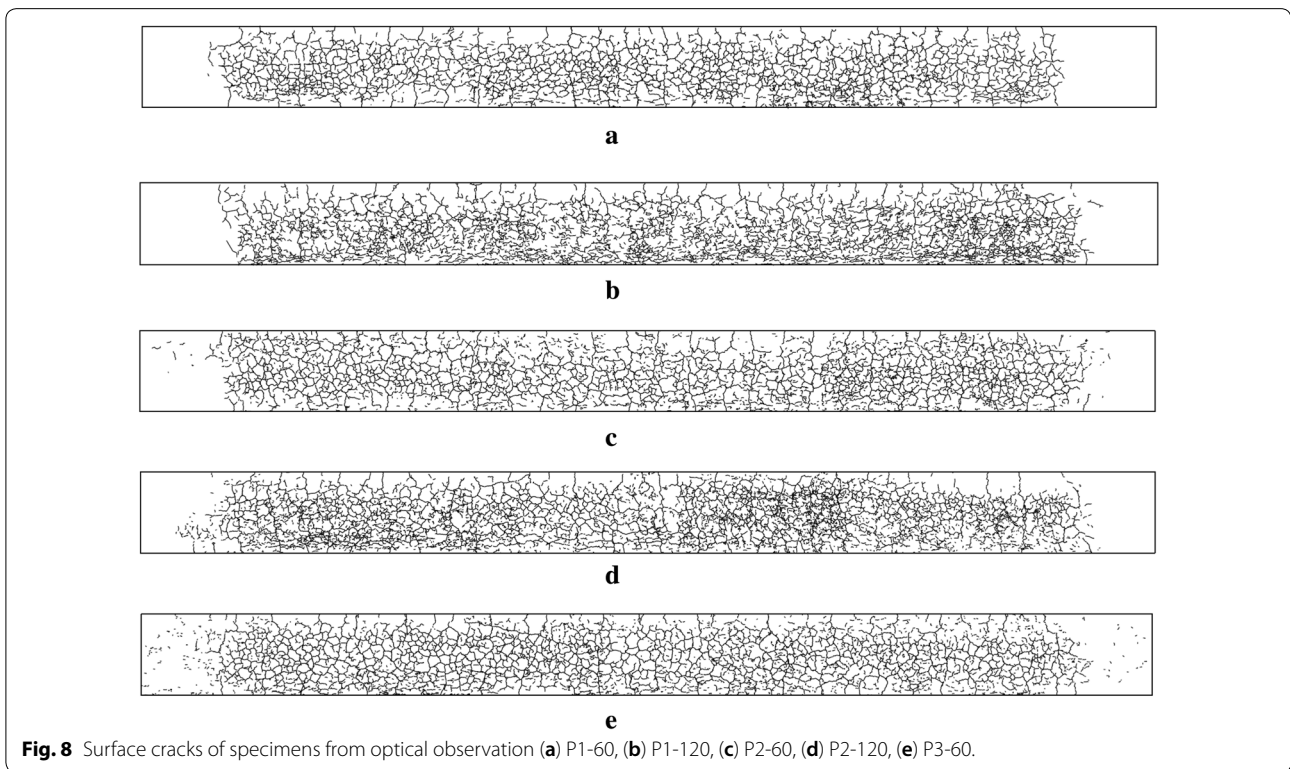 a
b
c
d
e
Fig. 8 Surface cracks of specimens from optical observation (a) P1-60, (b) P1-120, (c) P2-60, (d) P2-120, (e) P3-60.